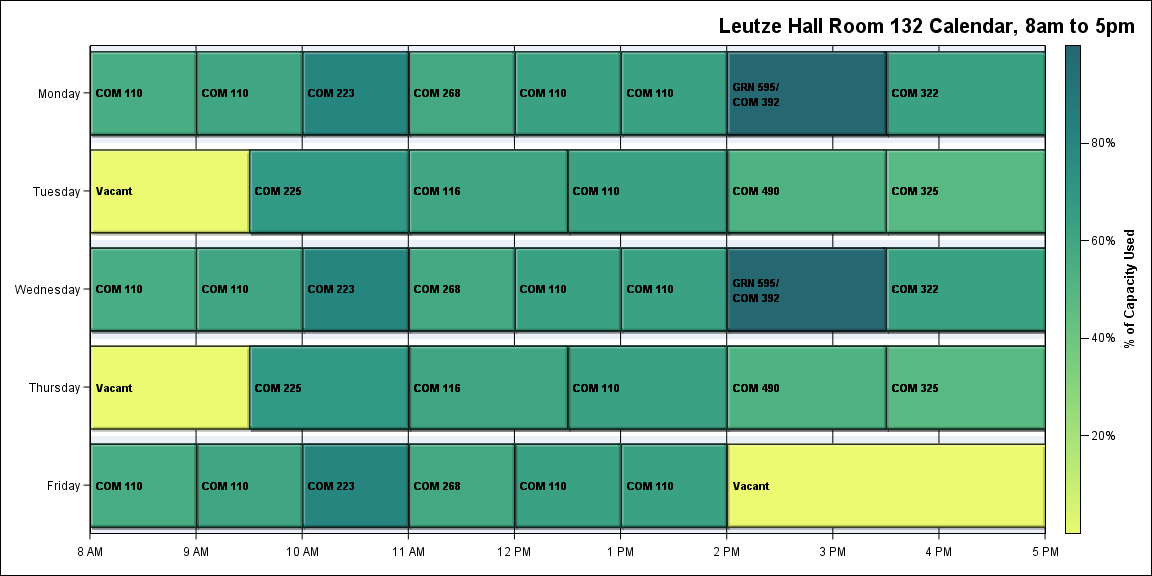 Leutze Hall Room 132 Calendar, 8am to 5pm
Monday
COM 110
COM 110
COM 223
COM 268
COM 110
COM 110
GRN 595/
COM 392
COM 322
Tuesday
Vacant
COM 225
COM 116
COM 110
COM 490
COM 325
Wednesday
COM 110
COM 110
COM 223
COM 268
COM 110
COM 110
GRN 595/
COM 392
COM 322
Thursday
Vacant
COM 225
COM 116
COM 110
COM 490
COM 325
Friday
COM 110
COM 110
COM 223
COM 268
COM 110
COM 110
Vacant
8 AM
9 AM
10 AM
11 AM
12 PM
1 PM
2 PM
3 PM
4 PM
5 PM
80%
60%
40%
20%
% of Capacity Used